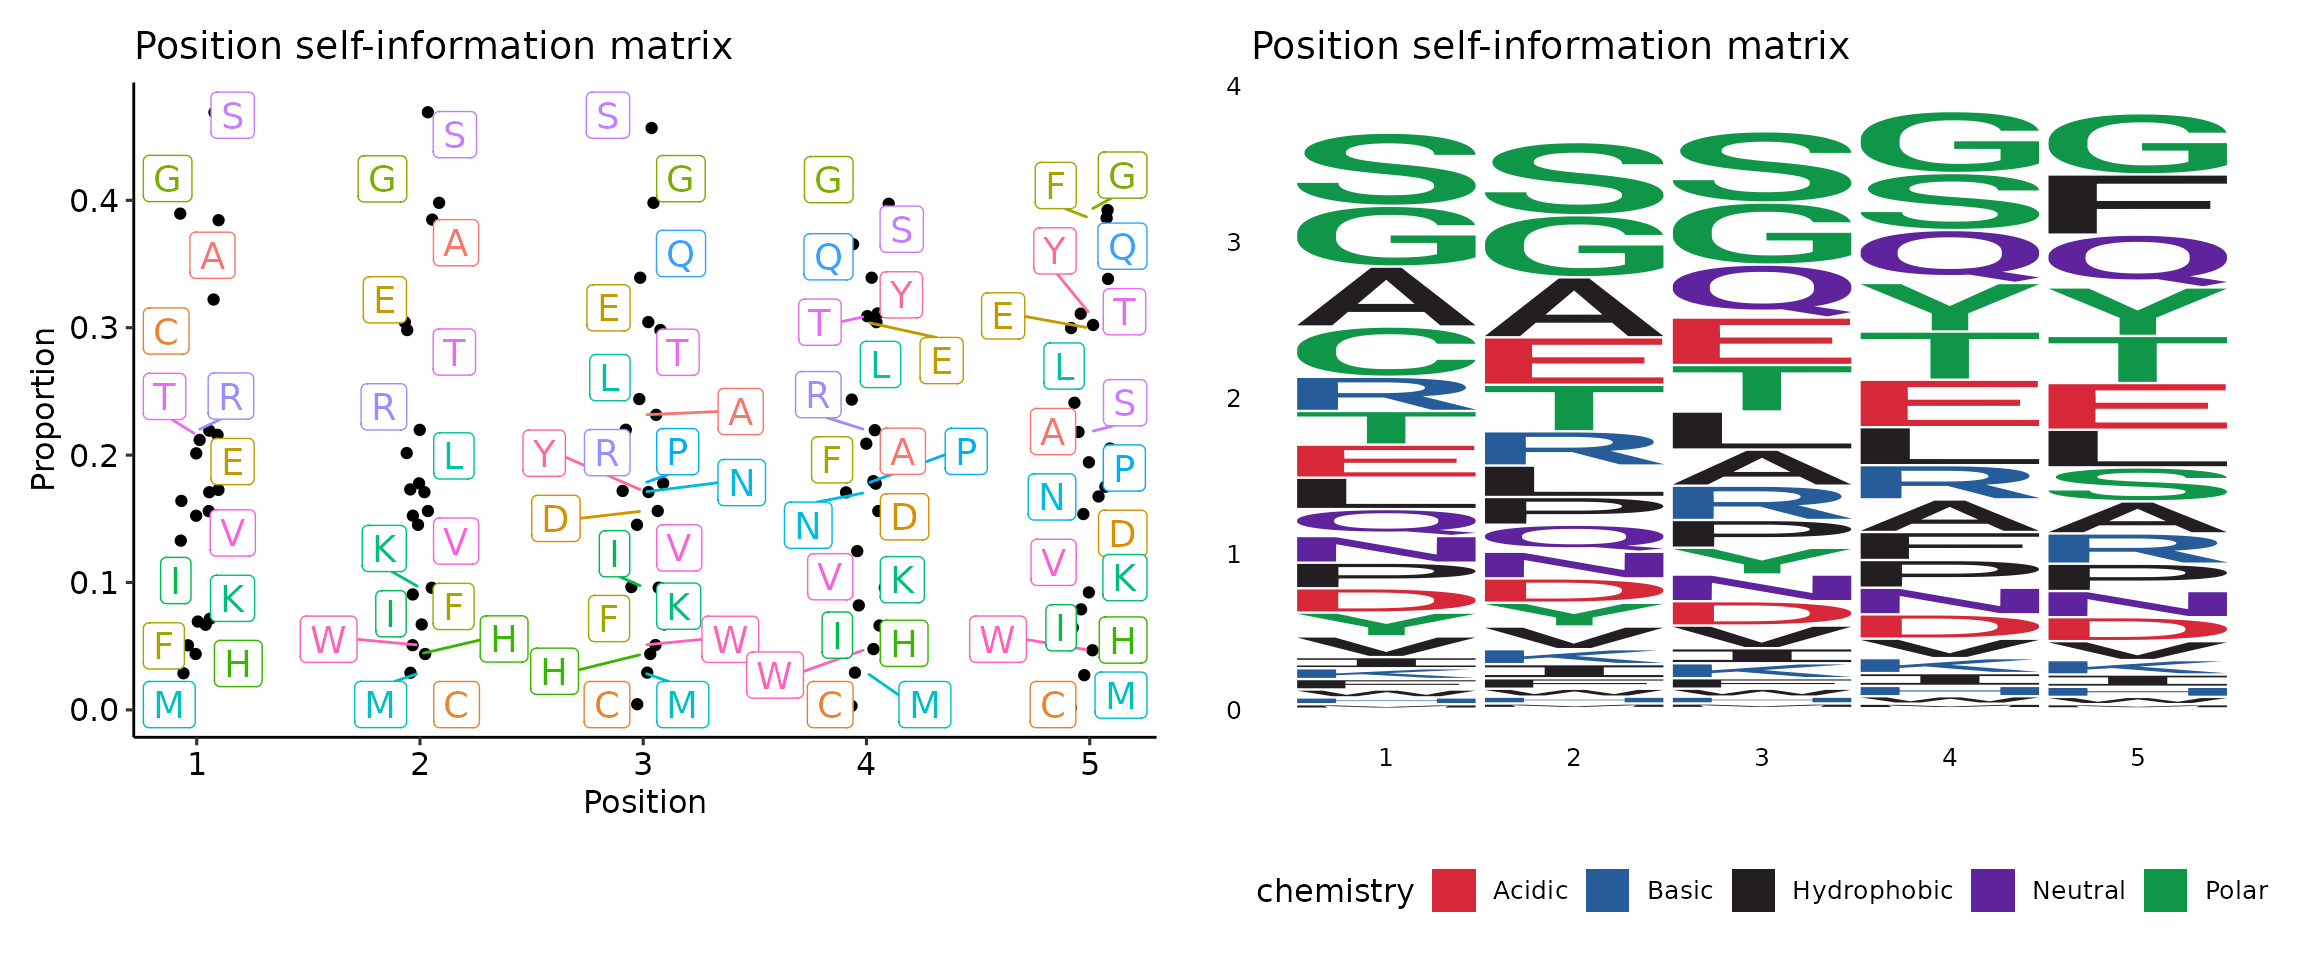 Position self-information matrix
Proportion
0.4
0.3
0.2
0.1
0.0
S
G
A
C
T R
E
V
I K
F H
M
S
G
A
E
T
R
L
K V
I F
W H
M C
S
G
Q
E
T
L
A
Y R P
N
D
I V
F K
W
H
C M
G
S
Q
Y
T
E
L
R
F A P
N D
V K
I H
W
C M
F G
Y Q
E T
L
S
A
P
N
D
V K
W I H
C M
1 2 3 4 5
Position
Position self-information matrix
4
3
2
1
0
S
G
A
C
R
T
E
L
Q
N
P
D
Y
V
I
K
F
W
H
M
S
G
A
E
T
R
L
P
Q
N
D
Y
V
K
I
F
W
H
M
S
G
Q
E
T
L
A
R
P
Y
N
D
V
I
K
F
W
H
M
G
S
Q
Y
T
E
L
R
A
F
P
N
D
V
K
I
H
W
M
G
F
Q
Y
T
E
L
S
A
R
P
N
D
V
K
I
H
W
M
1 2 3 4 5
chemistry Acidic Basic Hydrophobic Neutral Polar